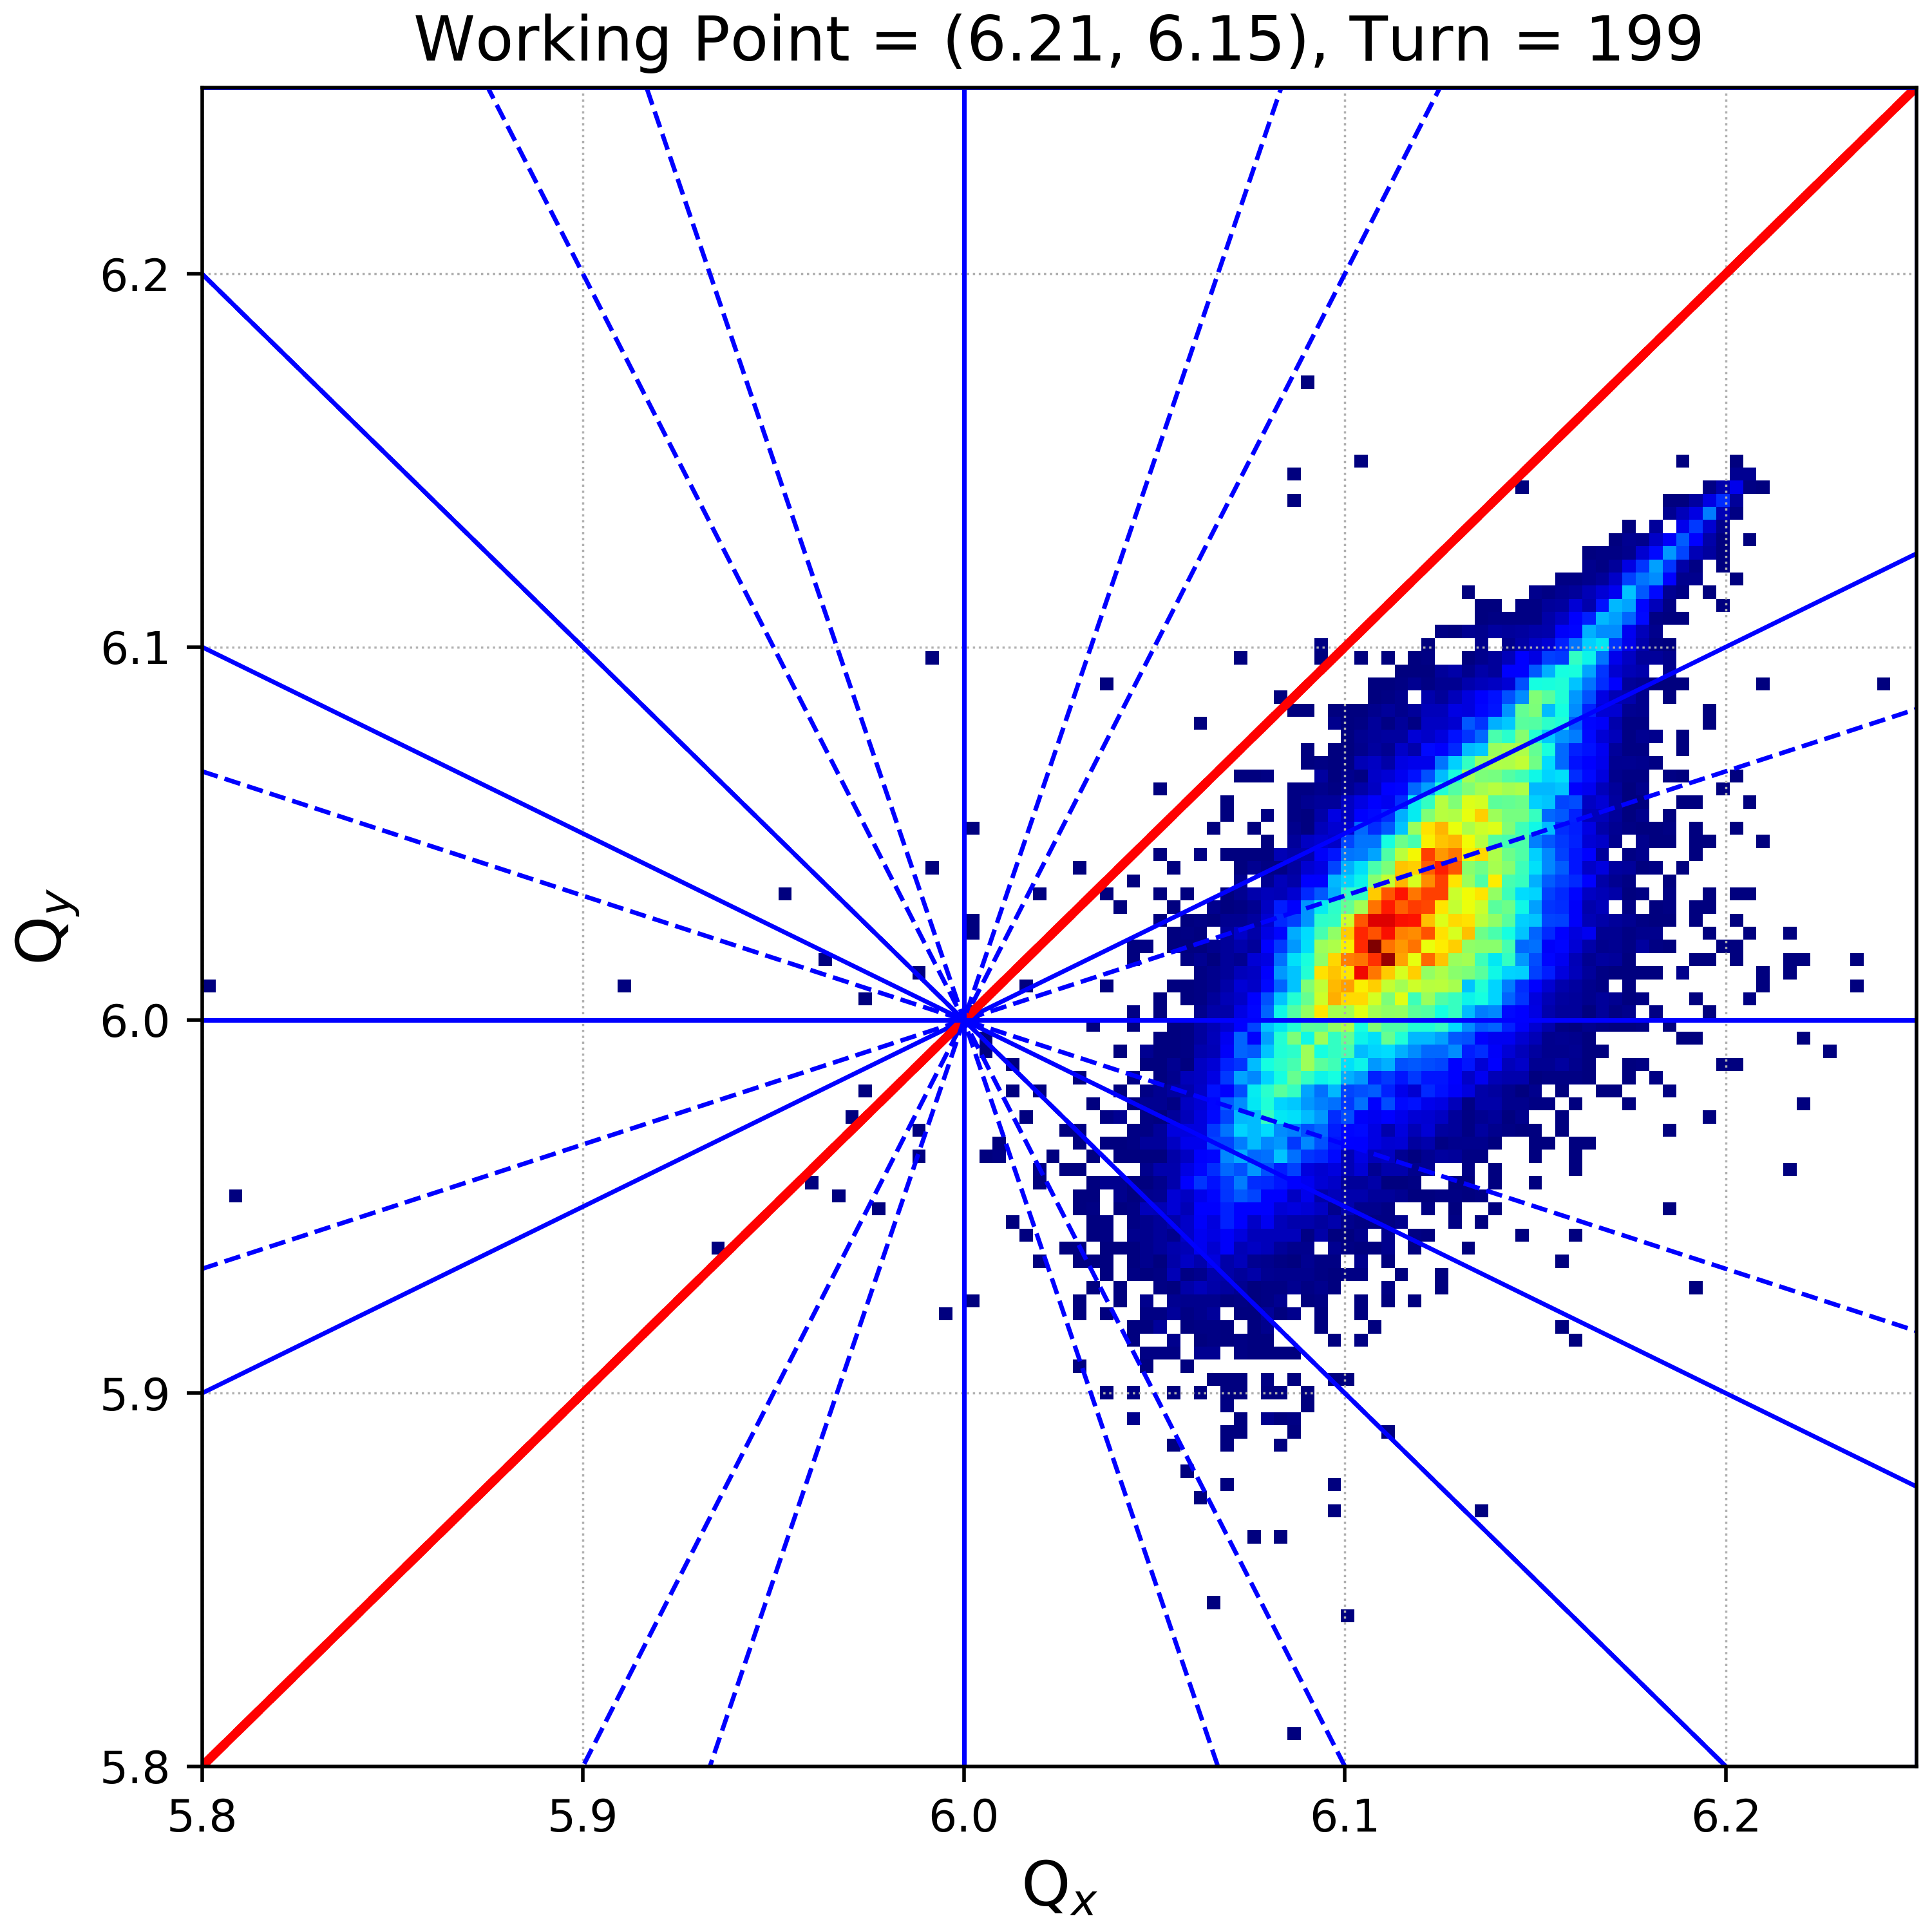 Working Point = (6.21, 6.15), Turn = 199
6.2
6.1
6.0
5.9
5.8
Qy
5.8 5.9 6.0 6.1 6.2
Qx